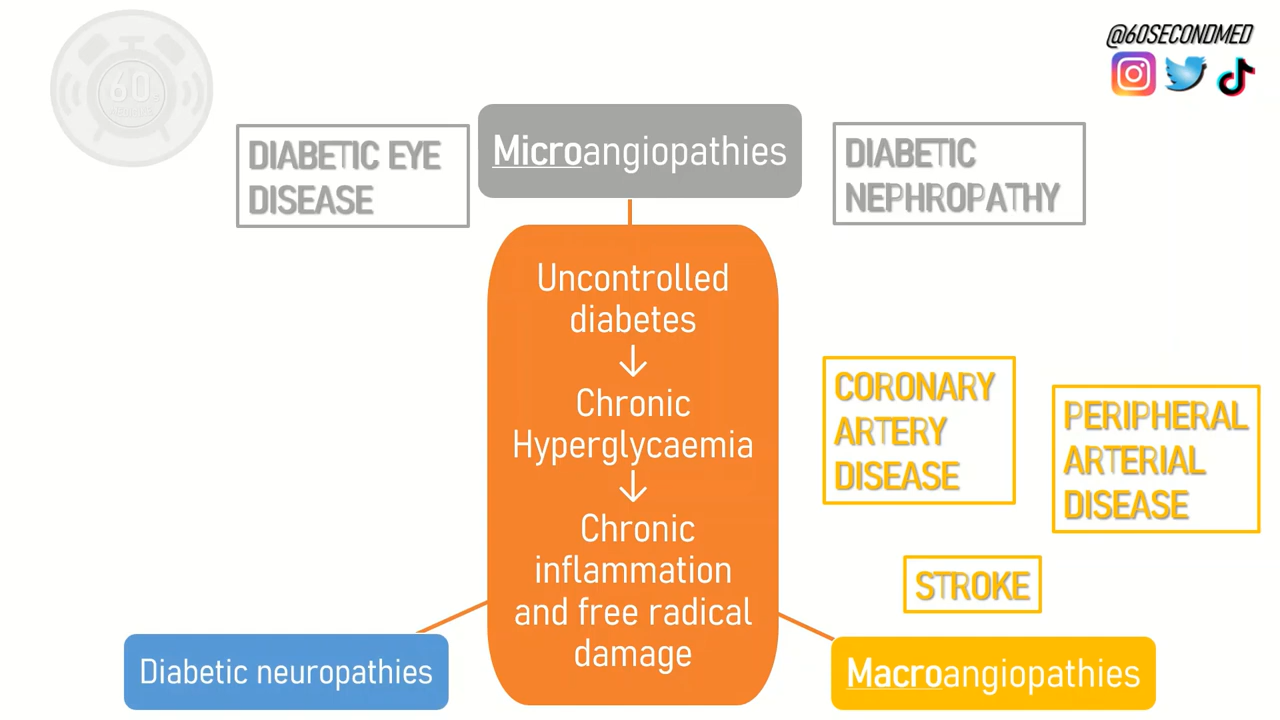 @60SECONDMED
60
Microangiopathies
DIABETIC EYE
DISEASE
DIABETIC
NEPHROPATHY
Uncontrolled
diabetes
↓
Chronic
Hyperglycaemia
↓
Chronic
inflammation
and free radical
damage
CORONARY
ARTERY
DISEASE
PERIPHERAL
ARTERIAL
DISEASE
STROKE
Diabetic neuropathies
Macroangiopathies